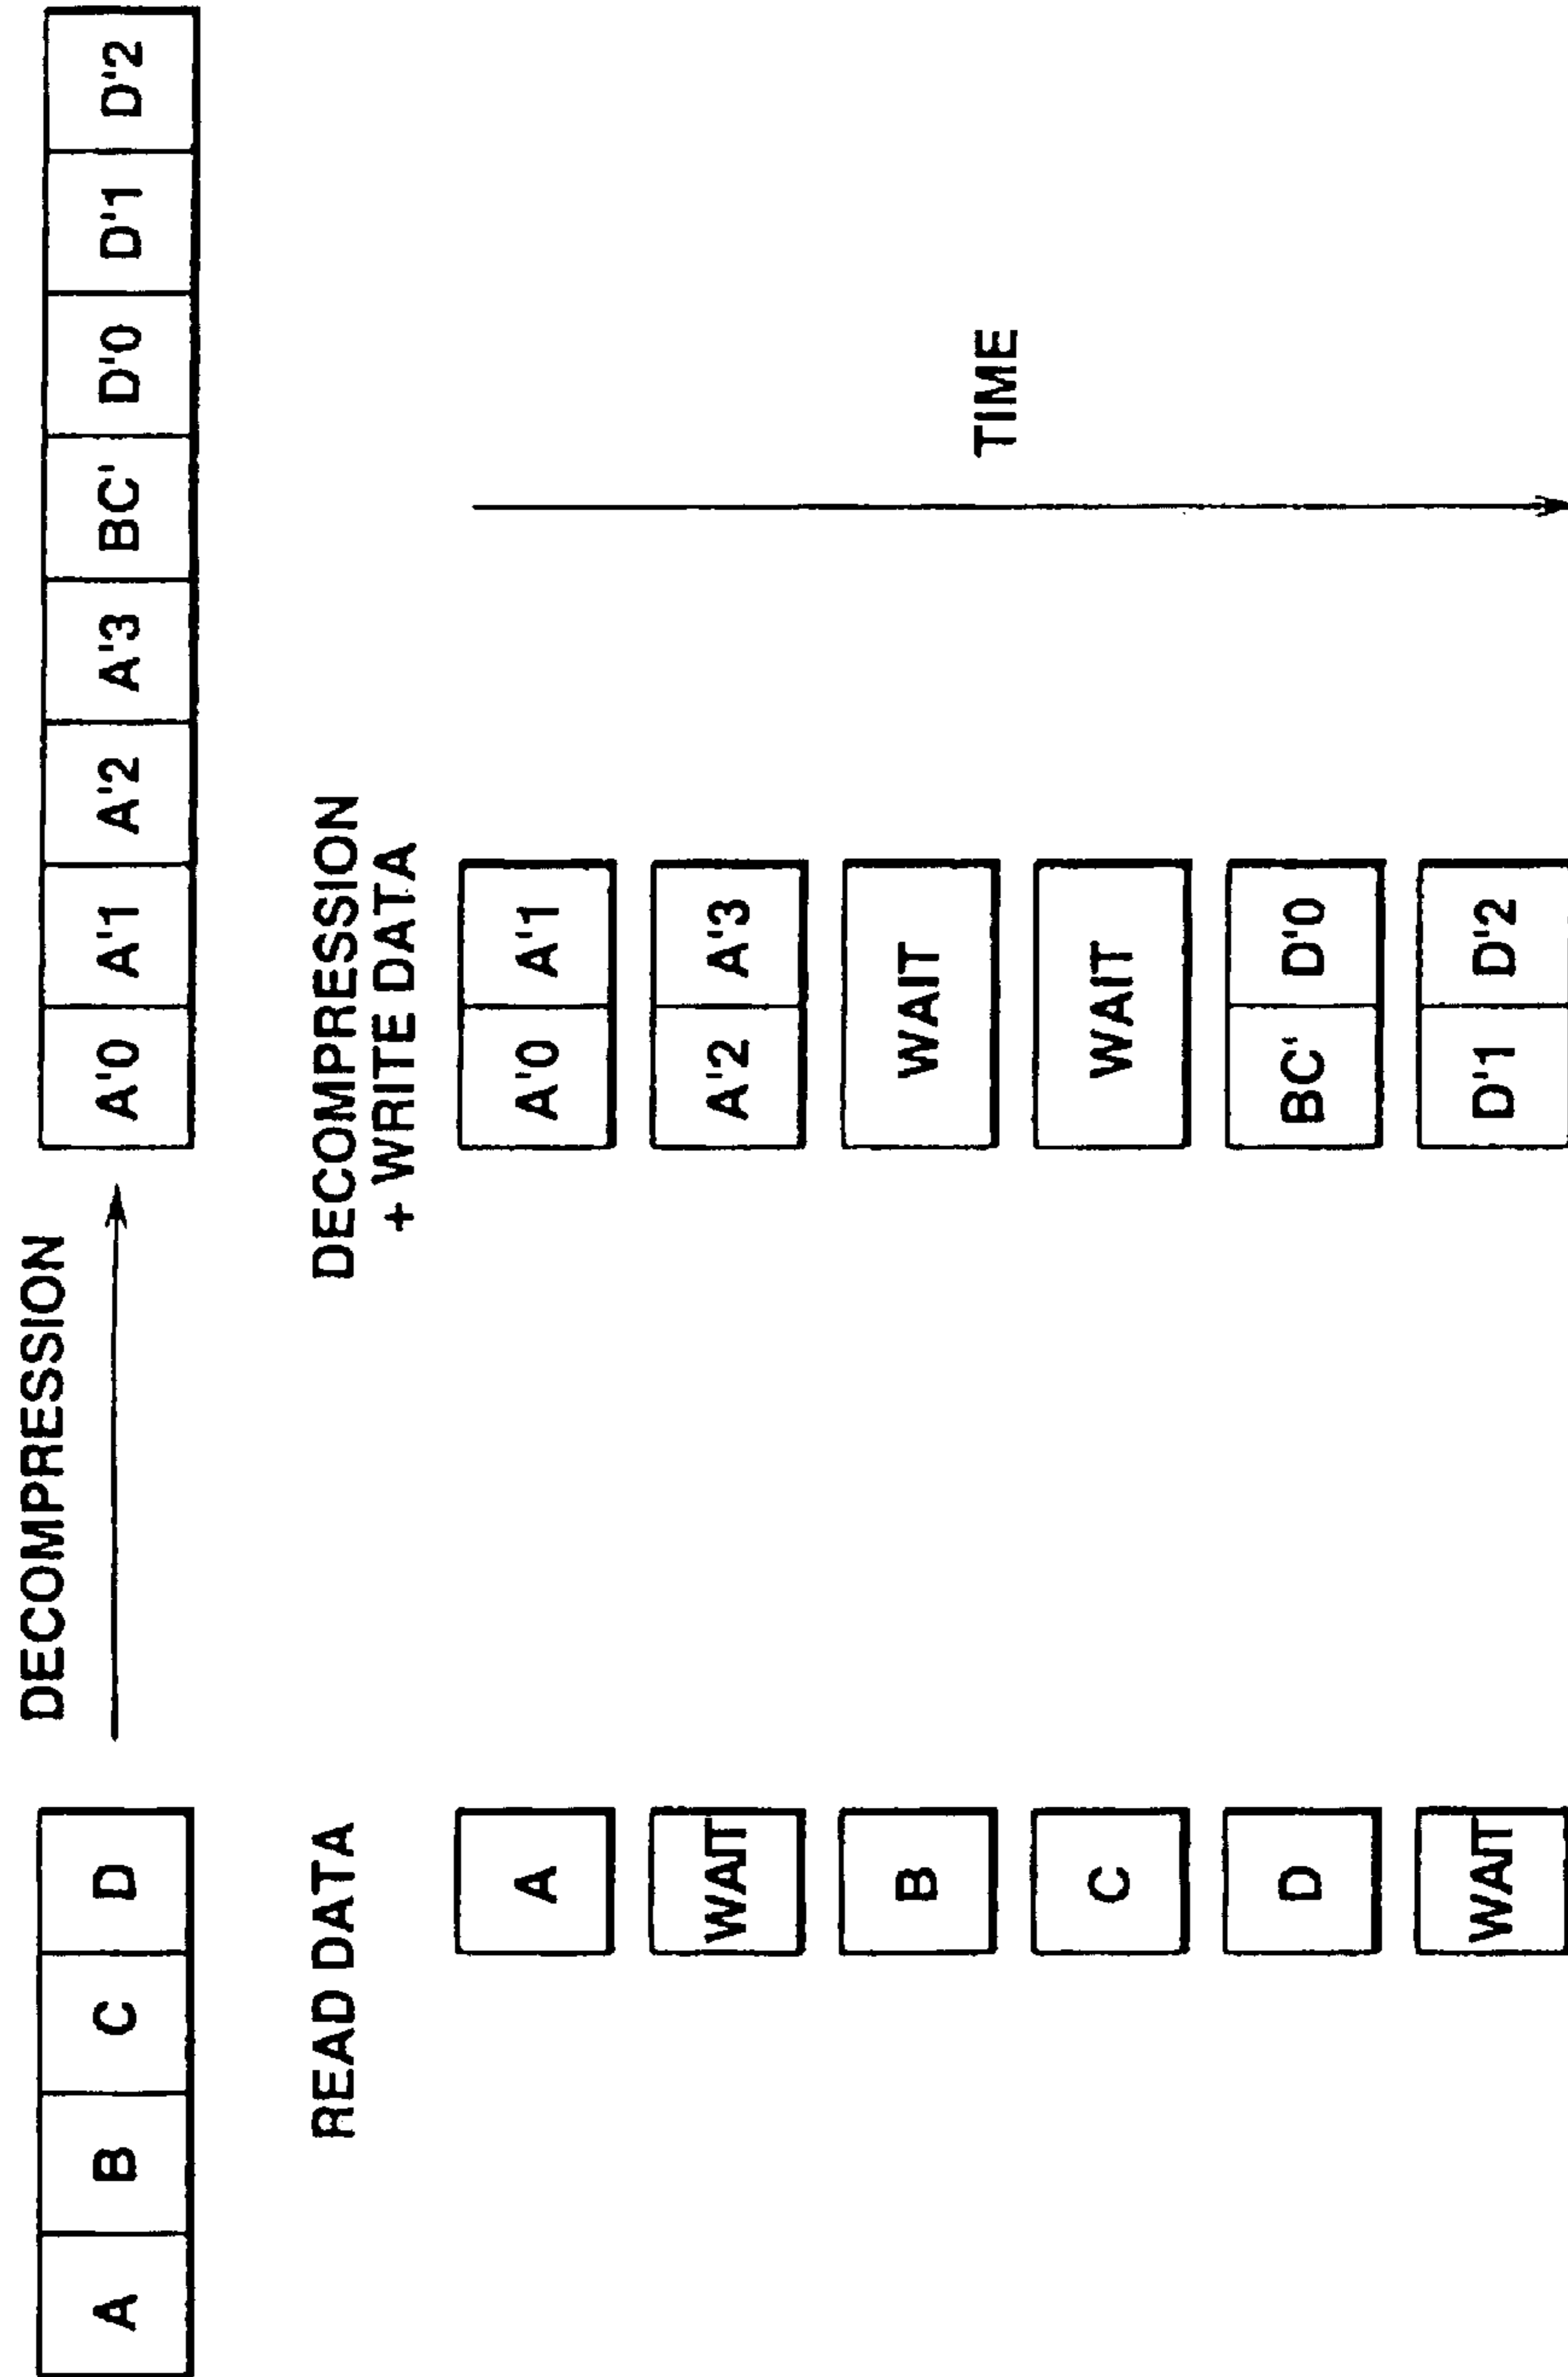 A B C D
DECOMPRESSION
A'0 A'1 A'2 A'3 BC' D'0 D'1 D'2
READ DATA
DECOMPRESSION
+ WRITE DATA
A
A'0 A'1
WAIT
A'2 A'3
B
WAIT
C
WAIT
D
BC' D'0
WAIT
D'1 D'2
TIME